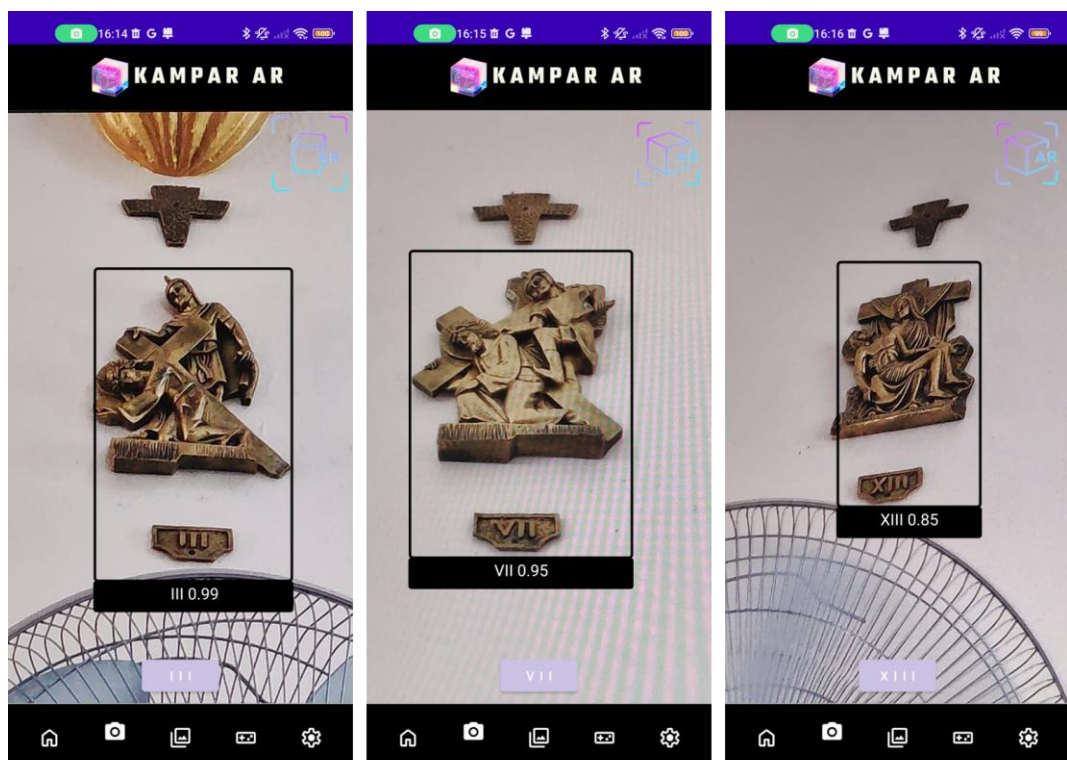 16:14 G
KAMPAR AR
AR
III
III 0.99
III
16:15 G
KAMPAR AR
AR
VII
VII 0.95
VII
16:16 G
KAMPAR AR
AR
XIII
XIII 0.85
XIII